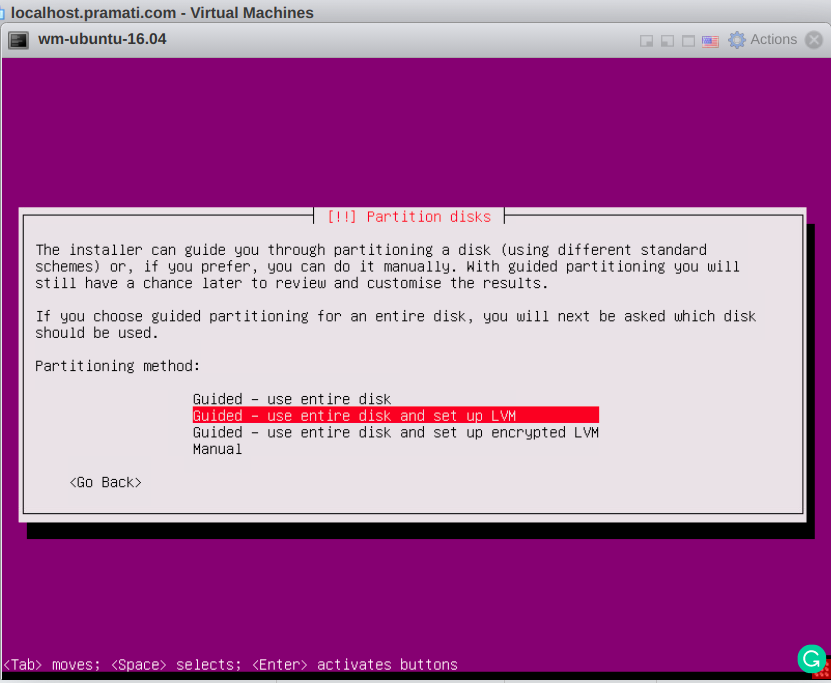 localhost.pramati.com - Virtual Machines
wm-ubuntu-16.04
Actions
[!!] Partition disks
The installer can guide you through partitioning a disk (using different standard
schemes) or, if you prefer, you can do it manually. With guided partitioning you will
still have a chance later to review and customise the results.
If you choose guided partitioning for an entire disk, you will next be asked which disk
should be used.
Partitioning method:
Guided - use entire disk
Guided - use entire disk and set up LVM
Guided - use entire disk and set up encrypted LVM
Manual
<Go Back>
<Tab> moves; <Space> selects; <Enter> activates buttons